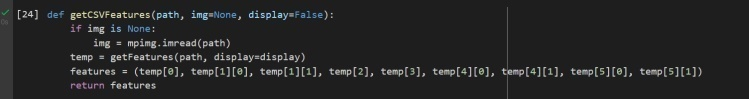 [24] def getCSVFeatures(path, img=None, display=False):
    if img is None:
        img = mpimg.imread(path)
    temp = getFeatures(path, display=display)
    features = (temp[0], temp[1][0], temp[1][1], temp[2], temp[3], temp[4][0], temp[4][1], temp[5][0], temp[5][1])
    return features